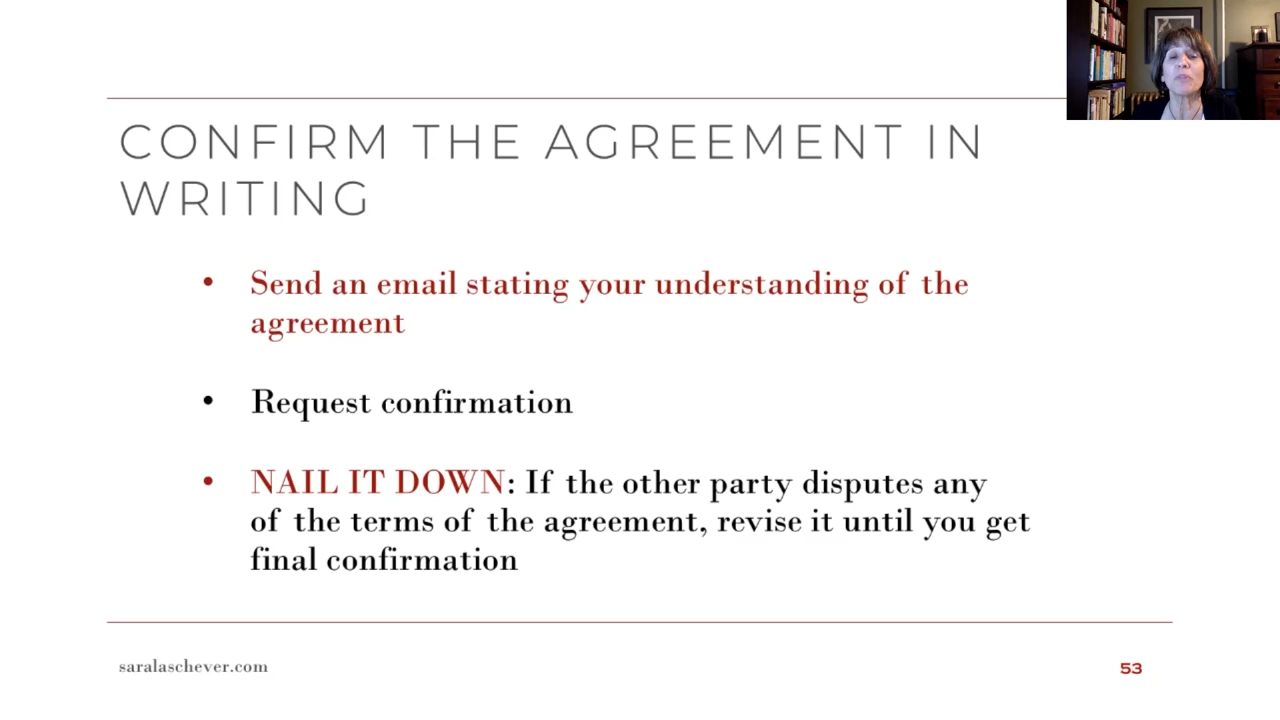 CONFIRM THE AGREEMENT IN
WRITING
• Send an email stating your understanding of the
agreement
• Request confirmation
• NAIL IT DOWN: If the other party disputes any
of the terms of the agreement, revise it until you get
final confirmation
saralaschever.com
53